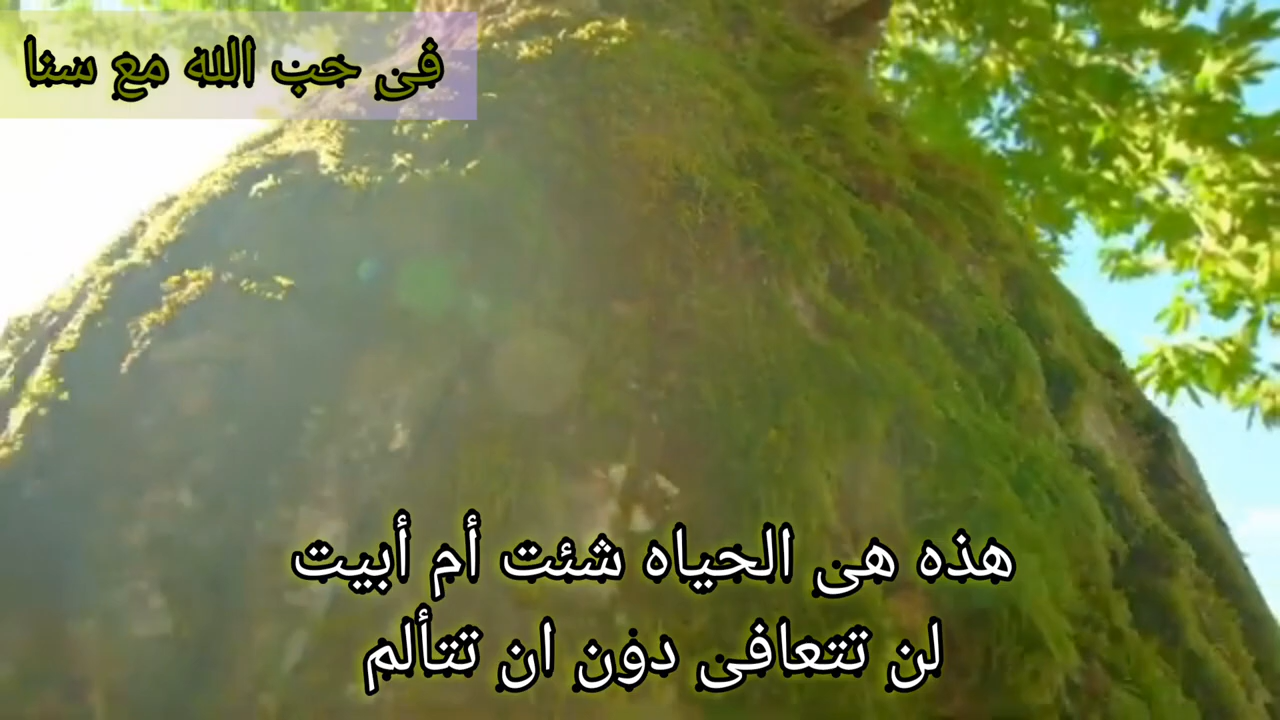 فى حب الله مع سنا
هذه هى الحياه شئت أم أبيت
لن تتعافى دون ان تتألم